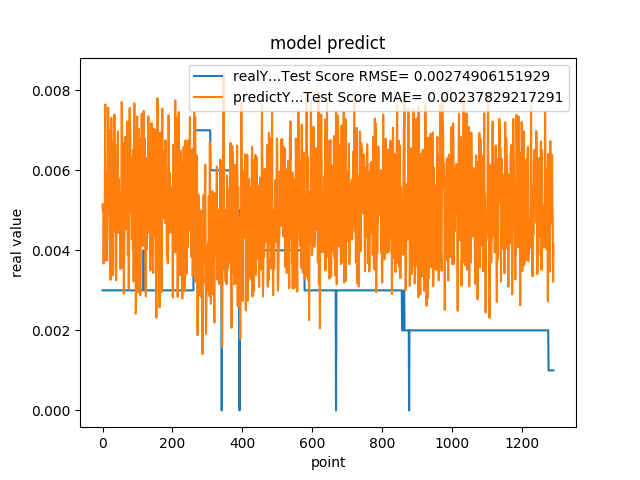 model predict
realY...Test Score RMSE= 0.00274906151929
predictY...Test Score MAE= 0.00237829217291
0.008
0.006
0.004
0.002
0.000
real value
0 200 400 600 800 1000 1200
point